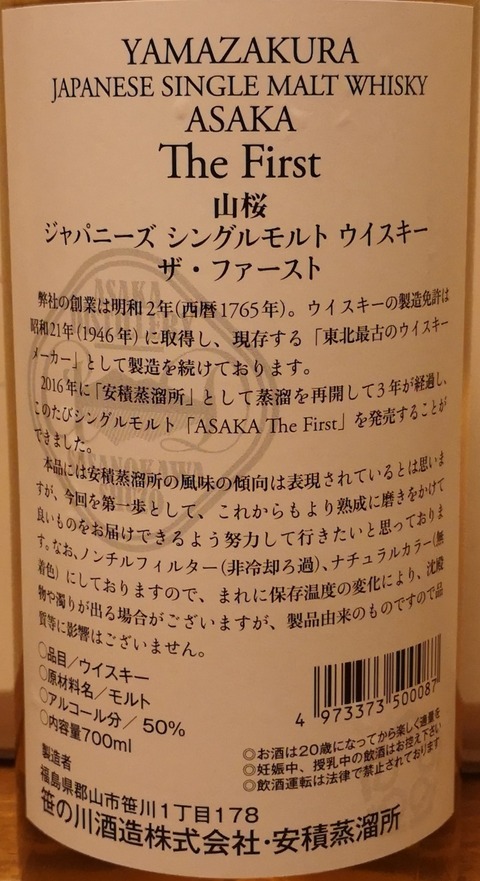 YAMAZAKURA
JAPANESE SINGLE MALT WHISKY
ASAKA
The First
山桜
ジャパニーズ シングルモルト ウイスキー
ザ・ファースト
弊社の創業は明和2年(西暦1765年)。ウイスキーの製造免許は
昭和21年(1946年)に取得し、現存する「東北最古のウイスキー
メーカー」として製造を続けております。
2016年に「安積蒸溜所」として蒸溜を再開して3年が経過し、
このたびシングルモルト「ASAKA The First」を発売することが
できました。
本品には安積蒸溜所の風味の傾向は表現されているとは思いま
すが、今回を第一歩として、これからもより熟成に磨きをかけて
良いものをお届けできるよう努力して行きたいと思っておりま
す。なお、ノンチルフィルター(非冷却ろ過)、ナチュラルカラー(無
着色)にしておりますので、まれに保存温度の変化により、沈殿
物や濁りが出る場合がございますが、製品由来のものですので品
質等に影響はございません。
○品目/ウイスキー
○原材料名/モルト
○アルコール分/50%
○内容量700ml
4 973373 500087
◎お酒は20歳になってから楽しく適量を
◎妊娠中、授乳中の飲酒はお控え下さい
◎飲酒運転は法律で禁止されております
製造者
福島県郡山市笹川1丁目178
笹の川酒造株式会社・安積蒸溜所